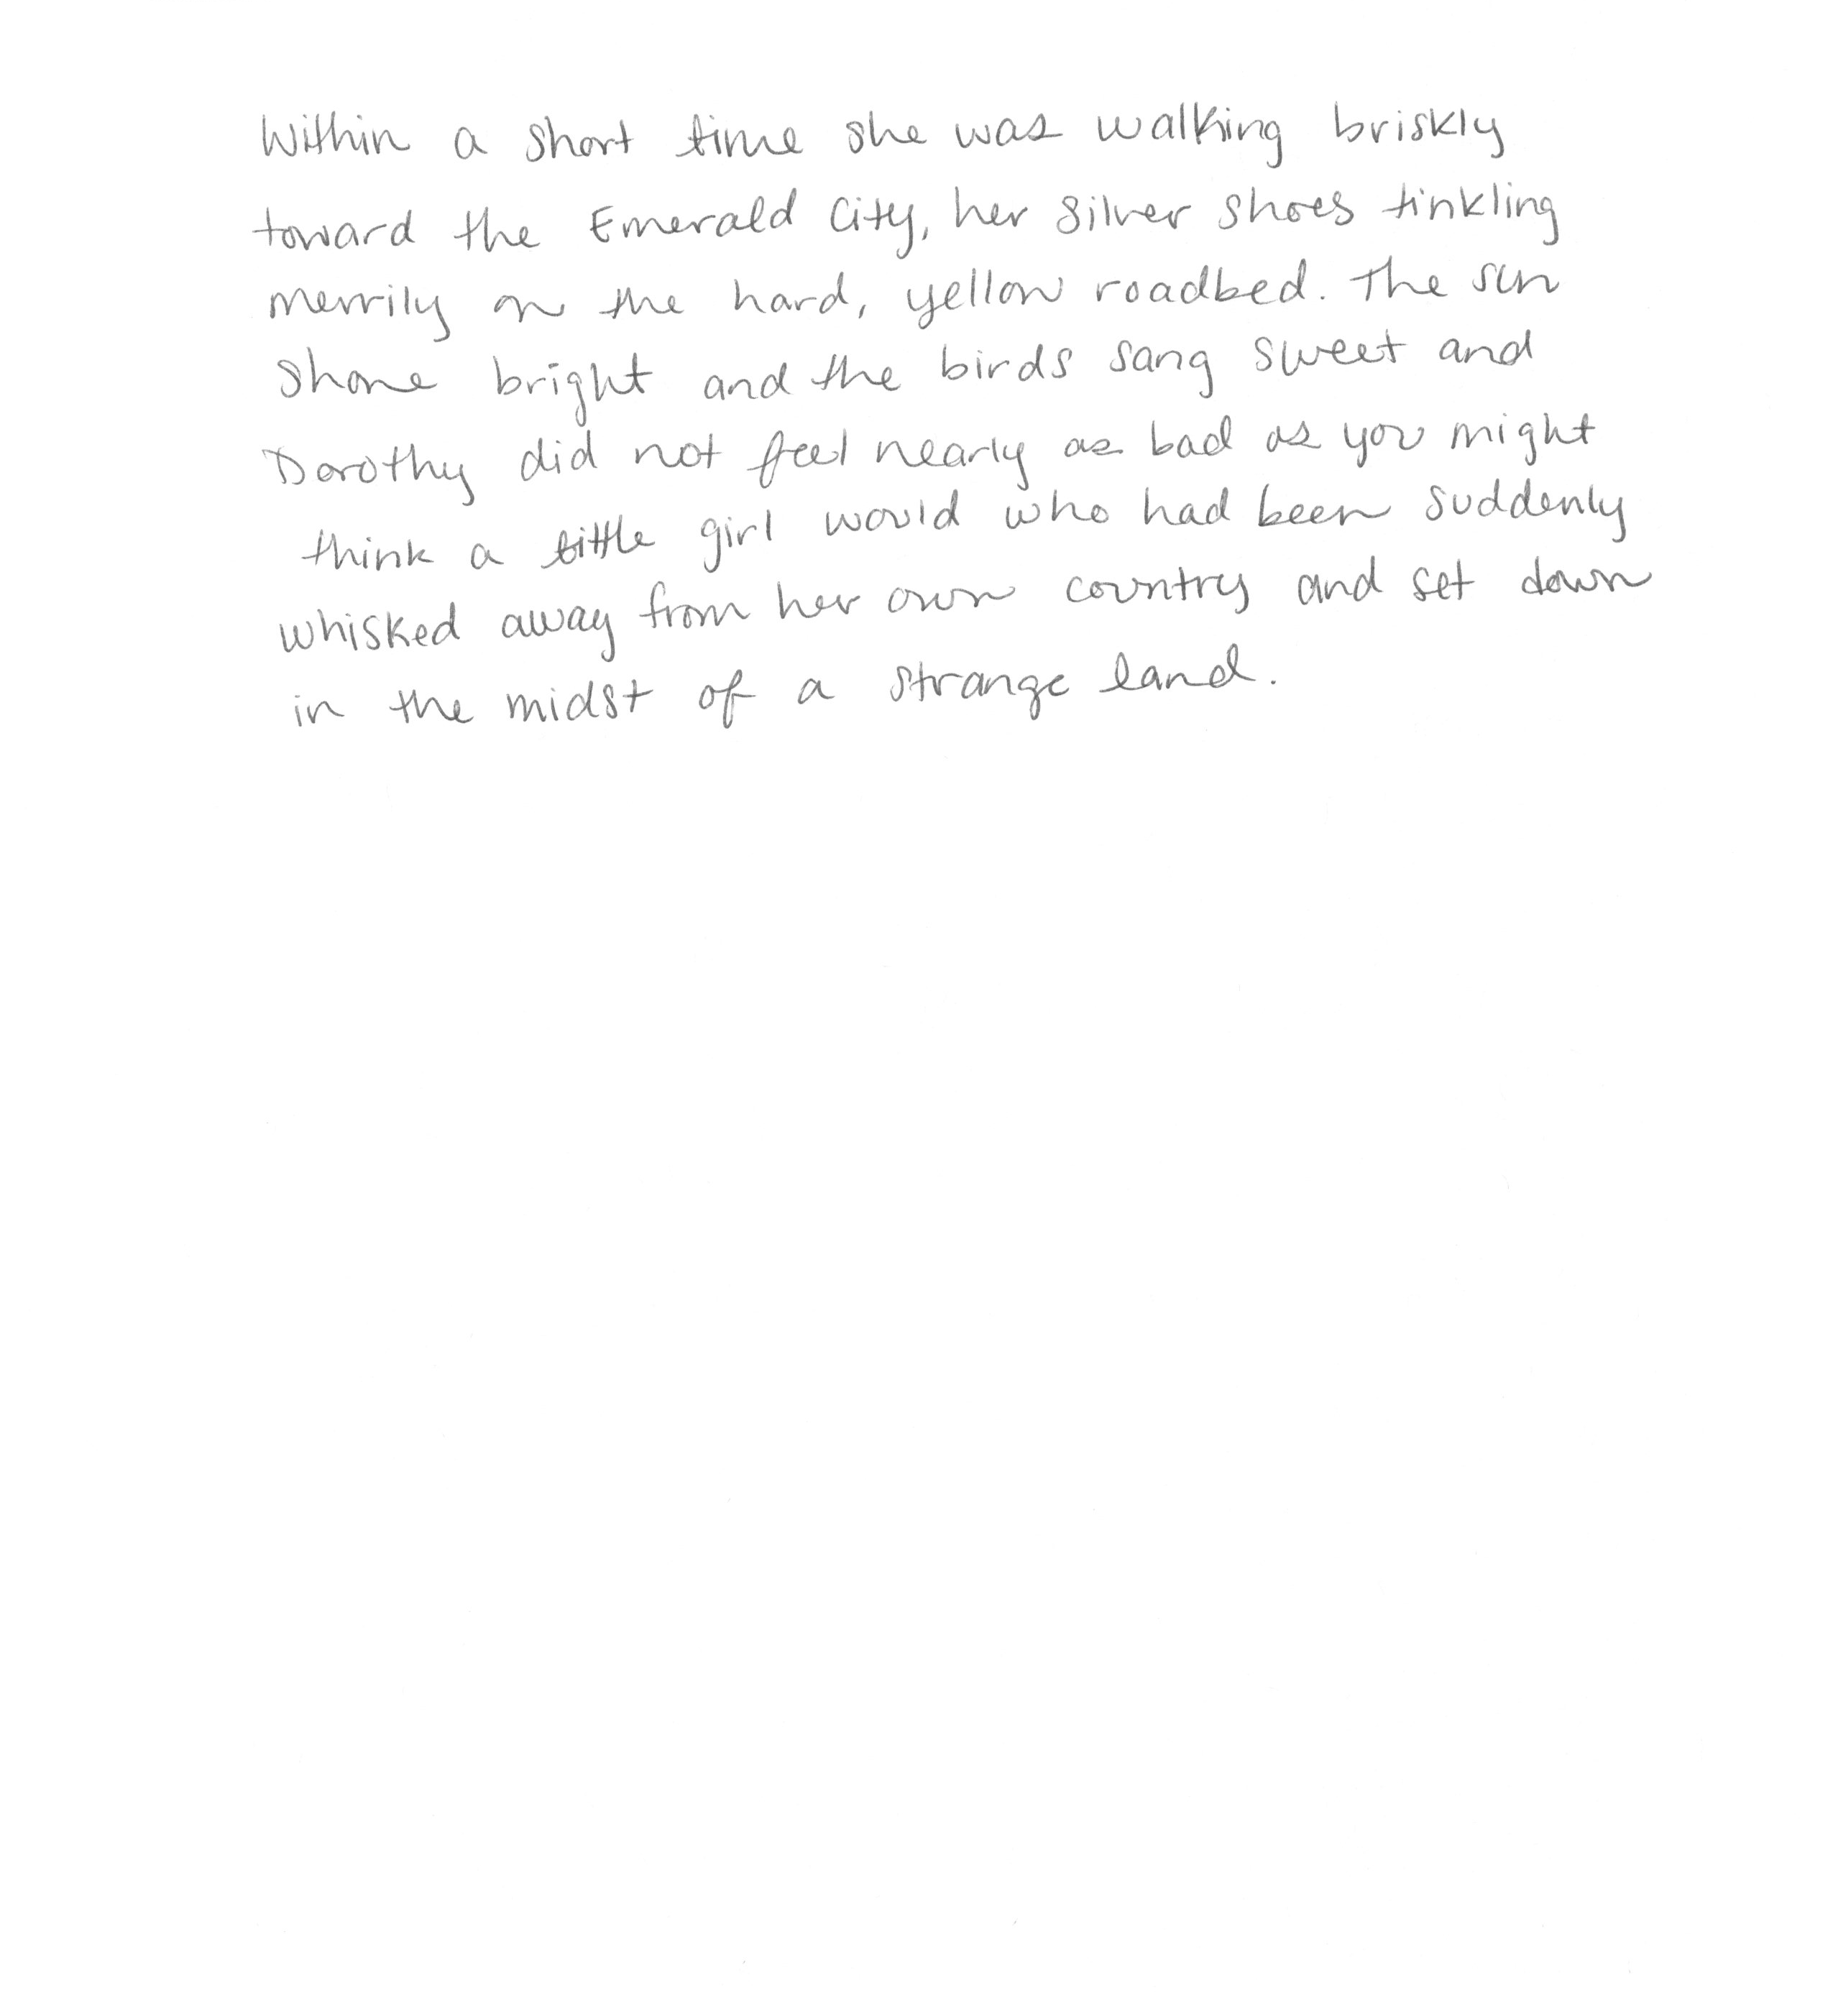 Within a short time she was walking briskly
toward the Emerald City, her silver shoes tinkling
merrily on the hard, yellow roadbed. The sun
shone bright and the birds sang sweet and
Dorothy did not feel nearly as bad as you might
think a little girl would who had been suddenly
whisked away from her own country and set down
in the midst of a strange land.